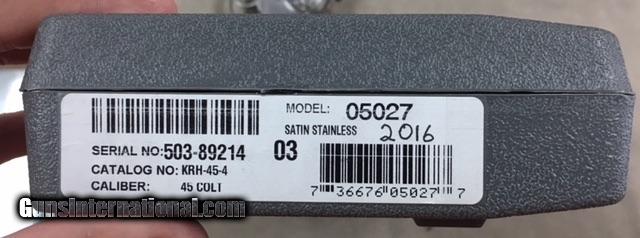 MODEL: 05027
SATIN STAINLESS
2016
SERIAL NO: 503-89214 03
CATALOG NO: KRH-45-4
CALIBER: 45 COLT
7 36676 05027 7
GunsInternational.com